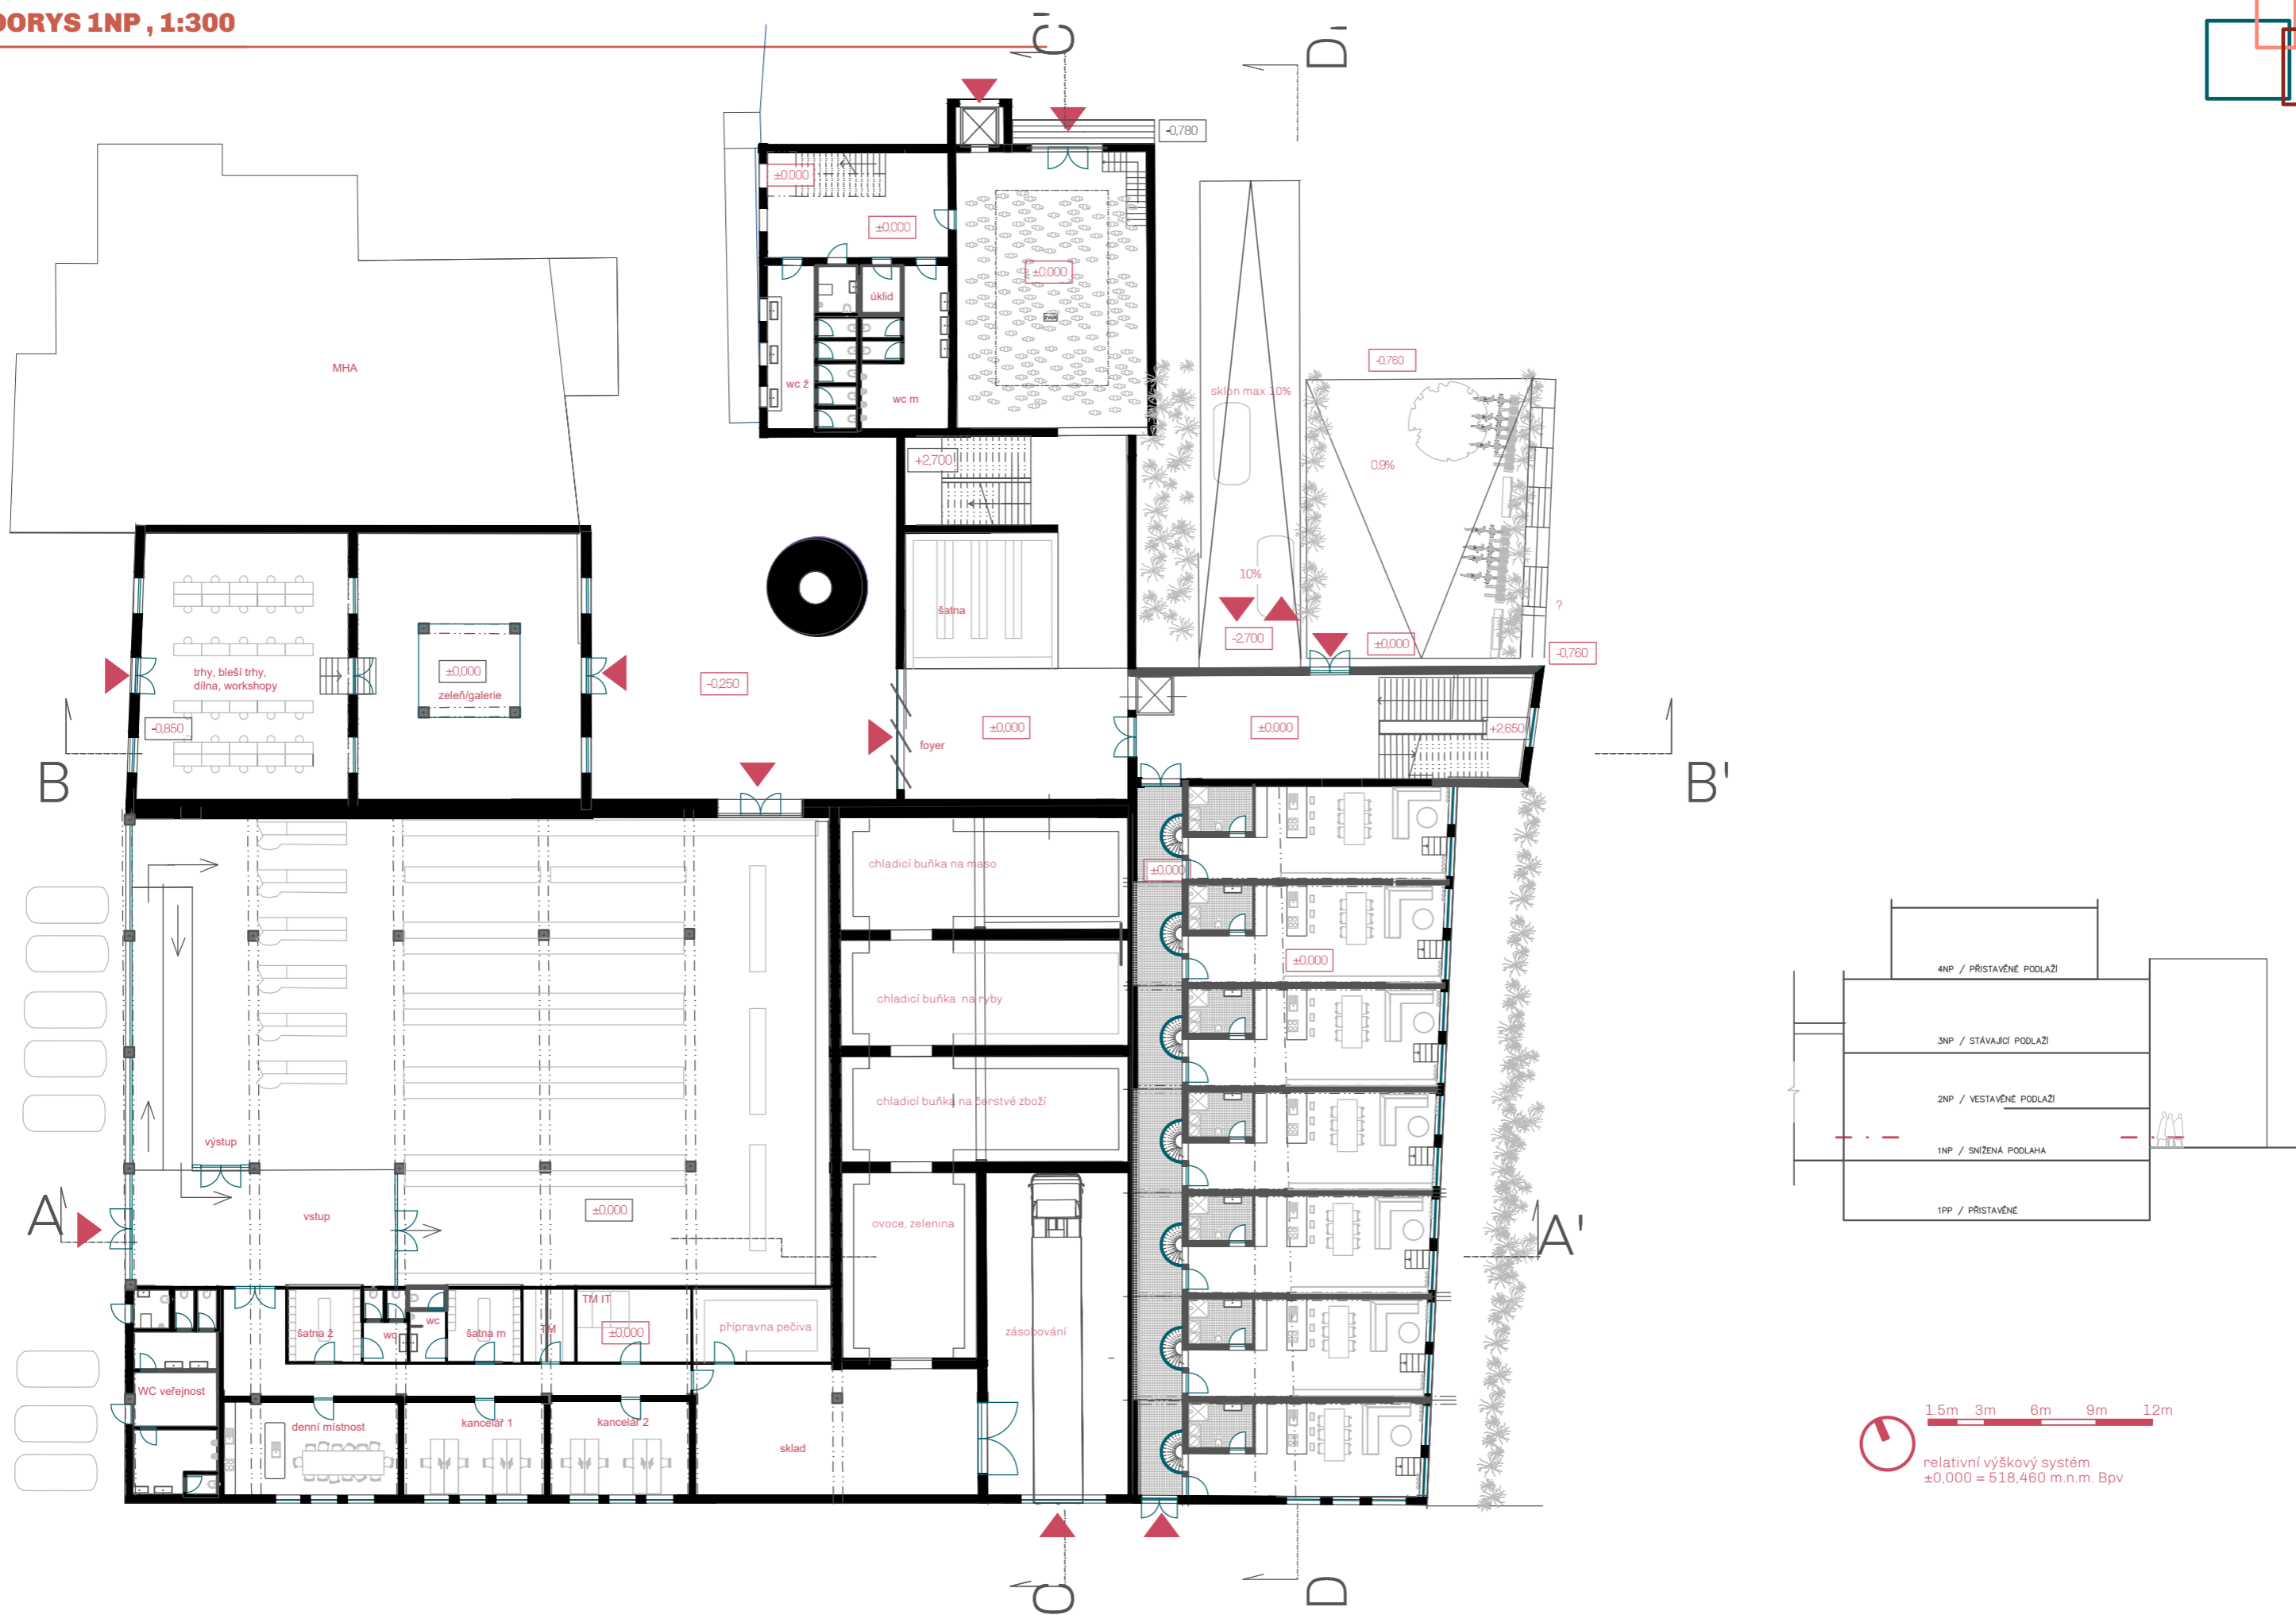 DORYS 1NP , 1:300
C'
D'
-0,780
±0,000
±0,000
±0,000
úklid
MHA
wc ž
wc m
-0,760
sklon max 10%
0,9%
+2,700
10%
šatna
?
-2,700
±0,000
-0,760
trhy, bleší trhy,
dílna, workshopy
±0,000
zeleň/galerie
-0,250
-0,850
foyer
±0,000
±0,000
+2,650
B
B'
chladicí buňka na maso
±0,000
±0,000
chladicí buňka na ryby
chladicí buňka na čerstvé zboží
výstup
vstup
±0,000
ovoce, zelenina
A
A'
4NP / PŘISTAVĚNÉ PODLAŽÍ
3NP / STÁVAJÍCÍ PODLAŽÍ
2NP / VESTAVĚNÉ PODLAŽÍ
1NP / SNÍŽENÁ PODLAHA
1PP / PŘISTAVĚNÉ
TM IT
šatna ž
wc
wc
šatna m
TM
±0,000
přípravna pečiva
zásobování
WC veřejnost
denní místnost
kancelář 1
kancelář 2
sklad
1.5m 3m 6m 9m 12m
relativní výškový systém
±0,000 = 518,460 m.n.m. Bpv
C
D